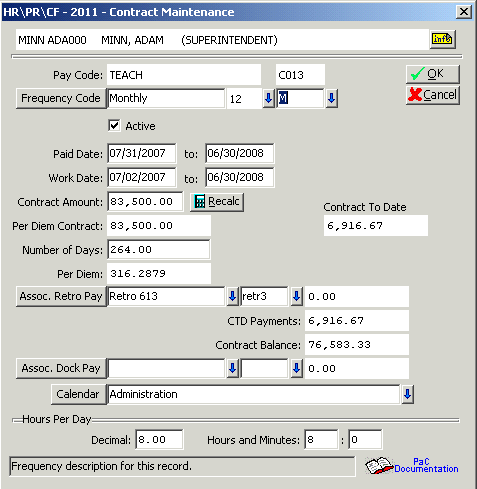 HR\PR\CF - 2011 - Contract Maintenance
MINN ADA000 MINN, ADAM (SUPERINTENDENT) Info
Pay Code: TEACH C013 OK
Frequency Code Monthly 12 M Cancel
Active
Paid Date: 07/31/2007 to: 06/30/2008
Work Date: 07/02/2007 to: 06/30/2008
Contract Amount: 83,500.00 Recalc
Contract To Date
Per Diem Contract: 83,500.00 6,916.67
Number of Days: 264.00
Per Diem: 316.2879
Assoc. Retro Pay Retro 613 retr3 0.00
CTD Payments: 6,916.67
Contract Balance: 76,583.33
Assoc. Dock Pay 0.00
Calendar Administration
Hours Per Day
Decimal: 8.00 Hours and Minutes: 8 : 0
Frequency description for this record. PaC
Documentation